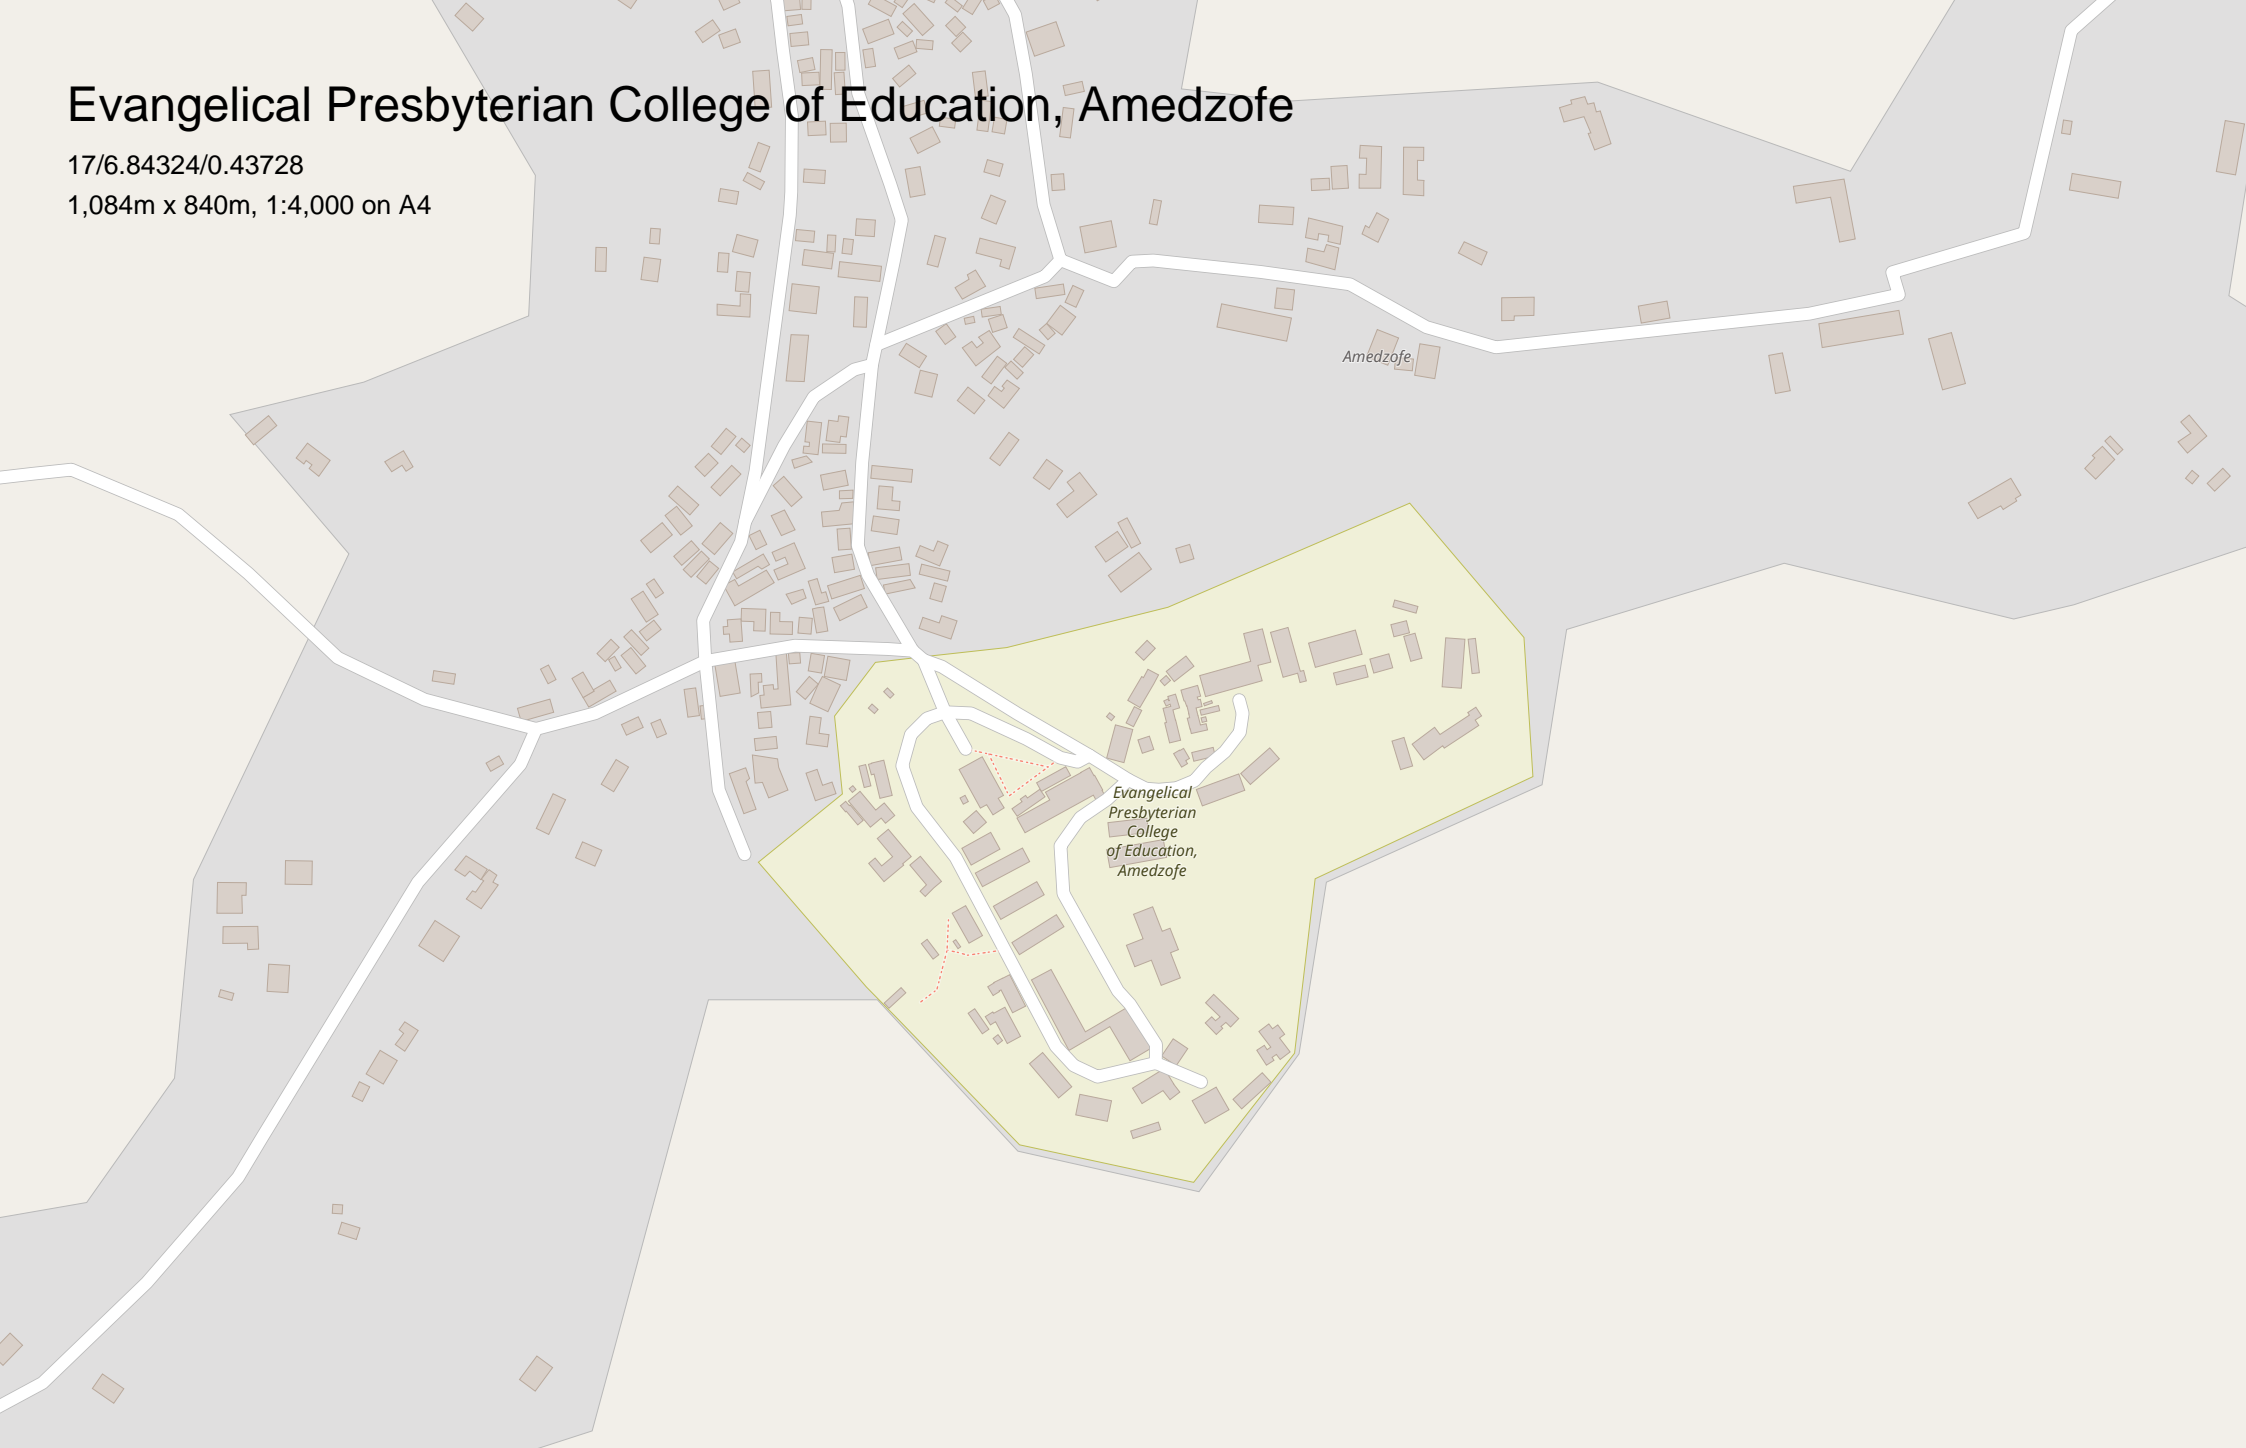 Evangelical Presbyterian College of Education, Amedzofe
17/6.84324/0.43728
1,084m x 840m, 1:4,000 on A4
Amedzofe
Evangelical
Presbyterian
College
of Education,
Amedzofe